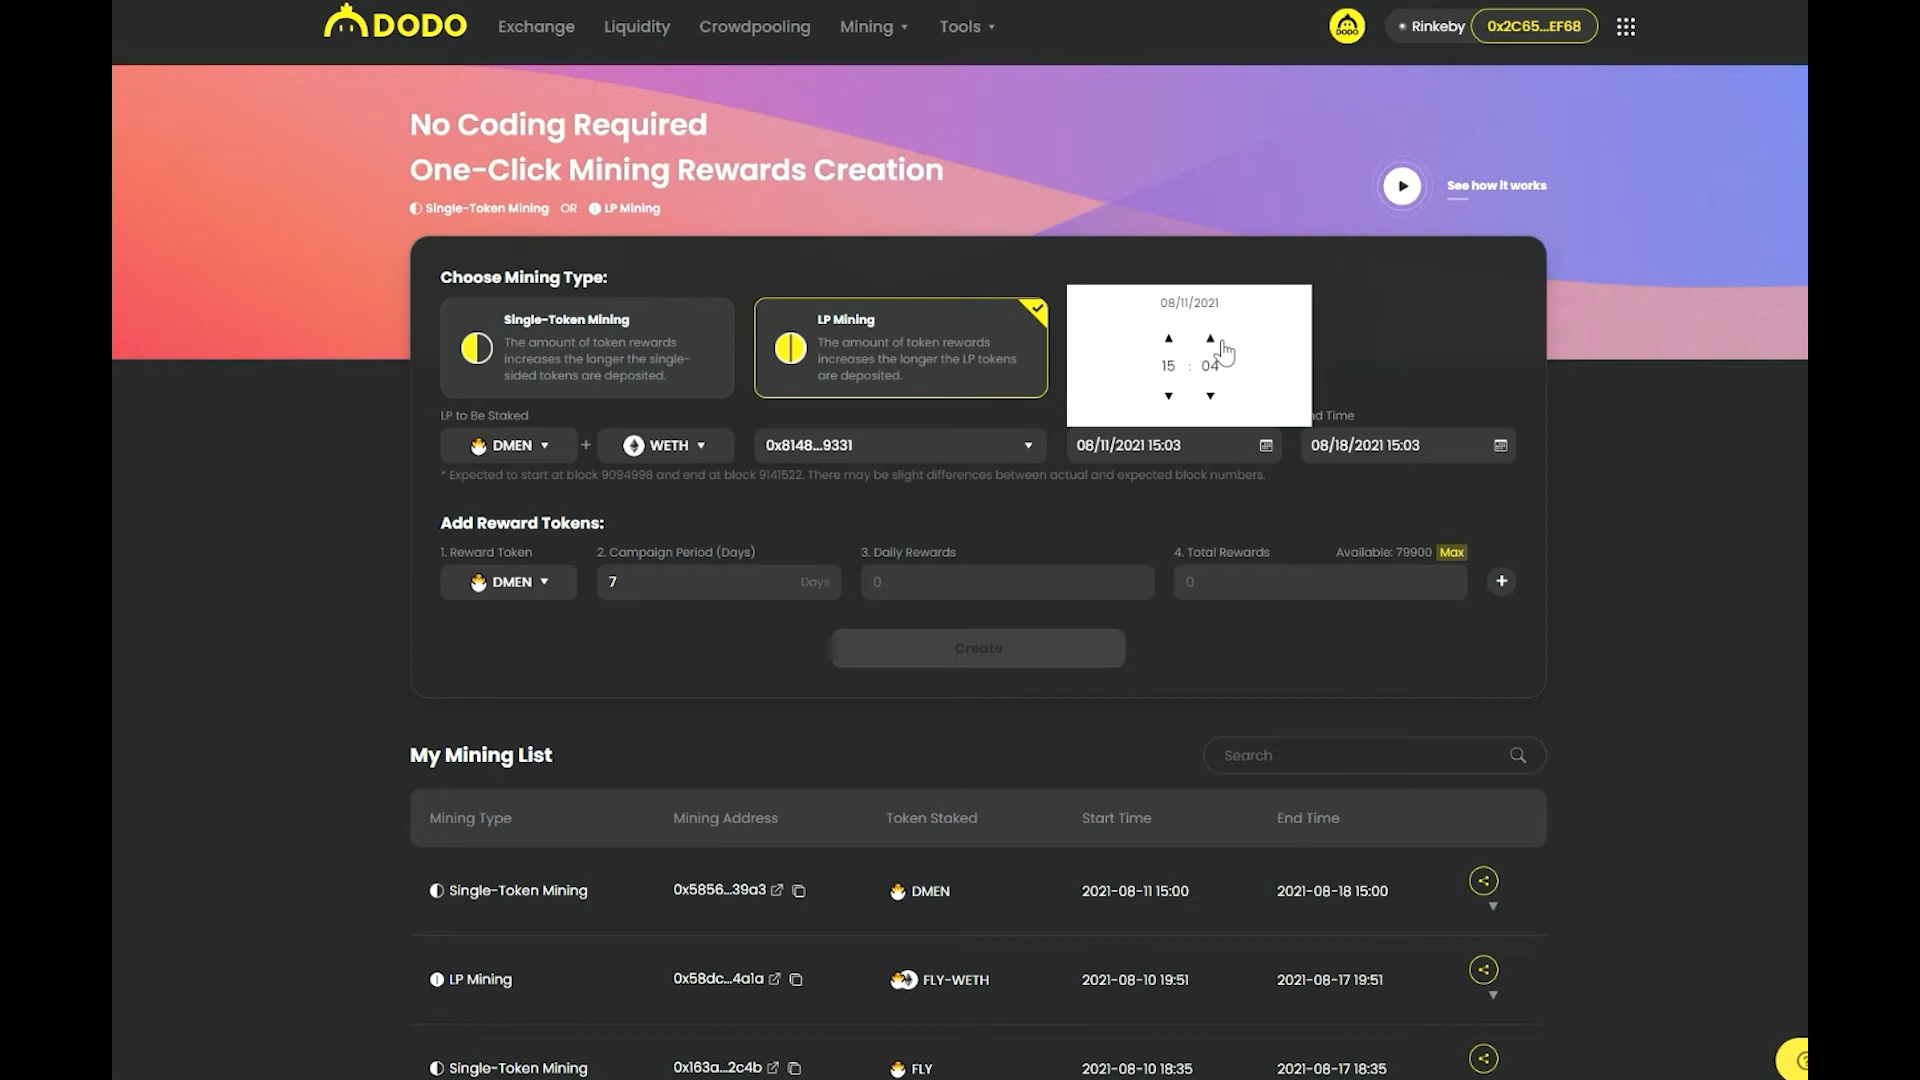 DODO
Exchange
Liquidity
Crowdpooling
Mining
Tools
DODO
Rinkeby
0x2C65...EF68
No Coding Required
One-Click Mining Rewards Creation
Single-Token Mining OR LP Mining
See how it works
Choose Mining Type:
Single-Token Mining
The amount of token rewards
increases the longer the single-
sided tokens are deposited.
LP Mining
The amount of token rewards
increases the longer the LP tokens
are deposited.
08/11/2021
15 : 04
LP to Be Staked
nd Time
DMEN + WETH
0x8148...9331
08/11/2021 15:03
08/18/2021 15:03
* Expected to start at block 9094998 and end at block 9141522. There may be slight differences between actual and expected block numbers.
Add Reward Tokens:
1. Reward Token
2. Campaign Period (Days)
3. Daily Rewards
4. Total Rewards
Available: 79900 Max
DMEN
7 Days
0
0
+
Create
My Mining List
Search
Mining Type
Mining Address
Token Staked
Start Time
End Time
Single-Token Mining
0x5856...39a3
DMEN
2021-08-11 15:00
2021-08-18 15:00
LP Mining
0x58dc...4a1a
FLY-WETH
2021-08-10 19:51
2021-08-17 19:51
Single-Token Mining
0x163a...2c4b
FLY
2021-08-10 18:35
2021-08-17 18:35